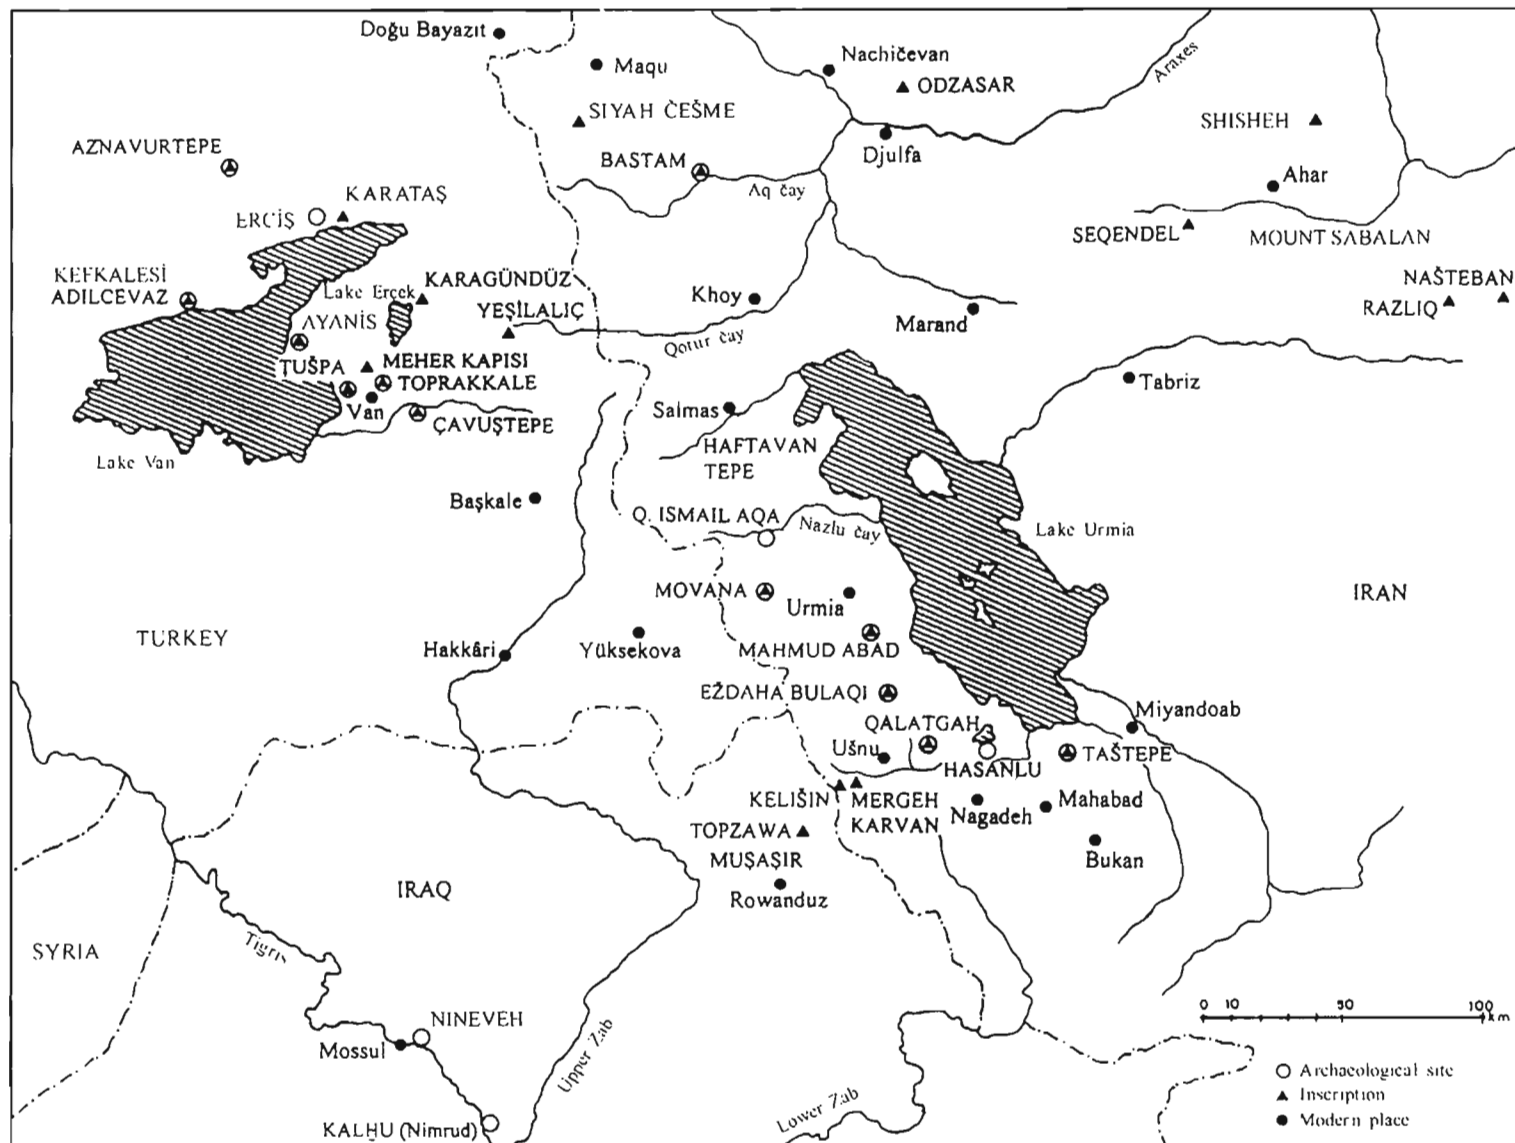 Doğu Bayazıt
Maqu
Nachičevan
ODZASAR
Araxes
SIYAH ČEŠME
SHISHEH
AZNAVURTEPE
BASTAM
Djulfa
Ahar
Aq čay
KARATAŞ
ERCİŞ
SEQENDEL
MOUNT SABALAN
KEFKALESİ
ADILCEVAZ
Lake Erçek
KARAGÜNDÜZ
NAŠTEBAN
RAZLIQ
YEŞİLALIÇ
Khoy
Marand
AYANİS
Qotur čay
TUŠPA
MEHER KAPISI
TOPRAKKALE
Tabriz
Van
ÇAVUŞTEPE
Salmas
HAFTAVAN
TEPE
Lake Van
Başkale
Q. ISMAIL AQA
Nazlu čay
Lake Urmia
MOVANA
Urmia
IRAN
TURKEY
Hakkâri
Yüksekova
MAHMUD ABAD
EŽDAHA BULAQI
Miyandoab
QALATGAH
Ušnu
HASANLU
TAŠTEPE
KELIŠIN
MERGEH
KARVAN
Nagadeh
Mahabad
TOPZAWA
MUṢAṢIR
Rowanduz
Bukan
IRAQ
SYRIA
Tigris
NINEVEH
Mossul
Upper Zab
Lower Zab
KALḪU (Nimrud)
0 10 50 100
km
Archaeological site
Inscription
Modern place